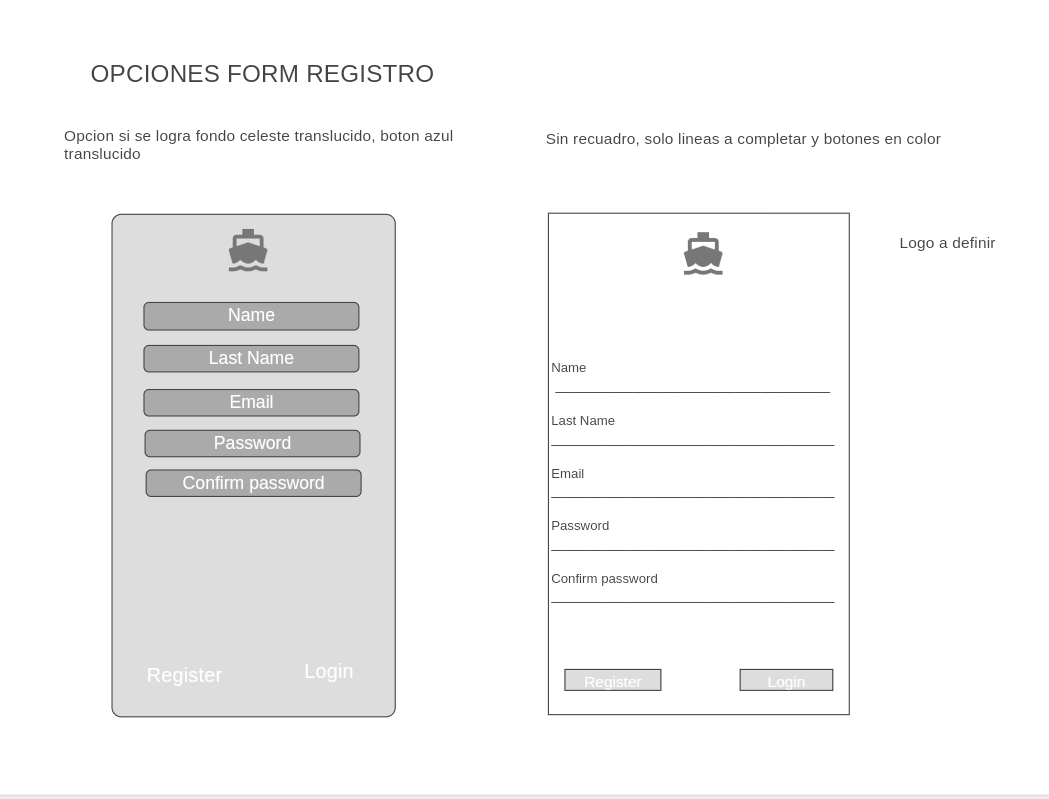 OPCIONES FORM REGISTRO
Opcion si se logra fondo celeste translucido, boton azul
translucido
Name
Last Name
Email
Password
Confirm password
Register
Login
Sin recuadro, solo lineas a completar y botones en color
Name
Last Name
Email
Password
Confirm password
Register
Login
Logo a definir